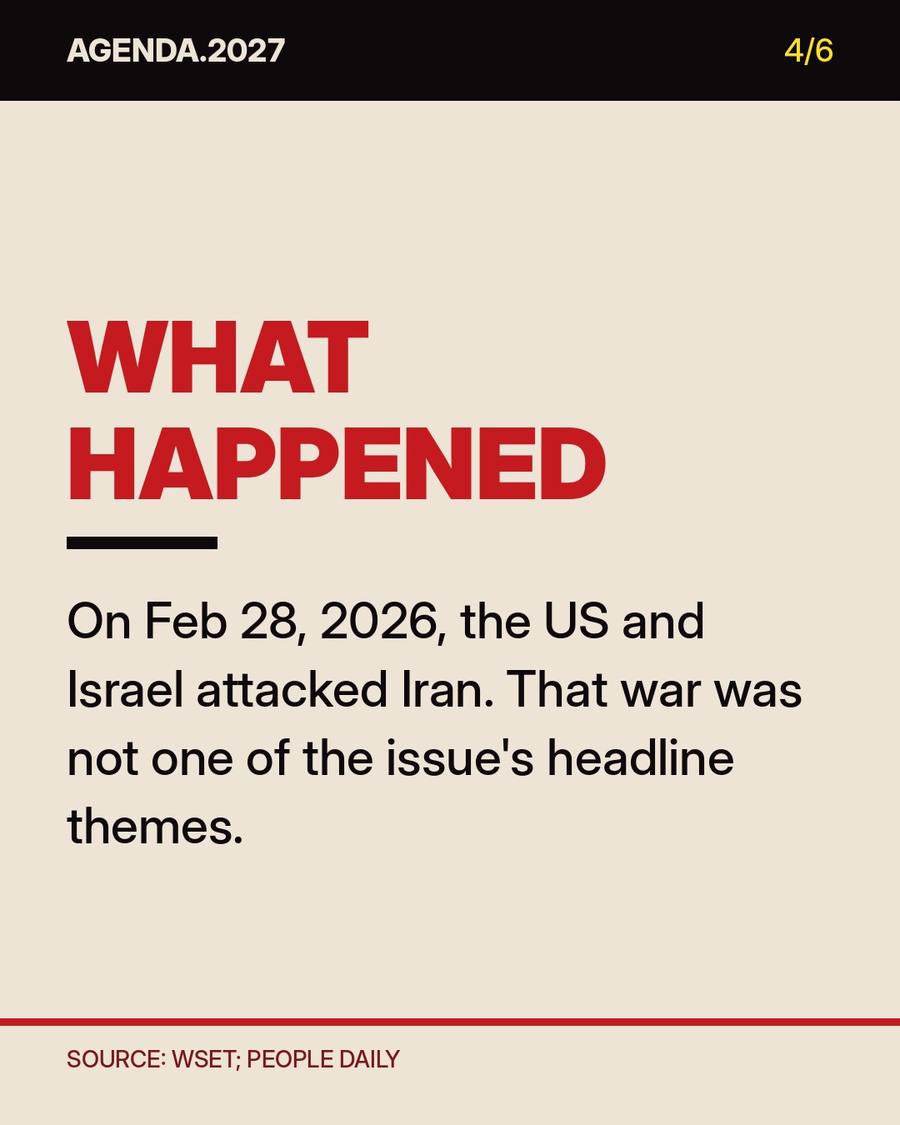 AGENDA.2027
4/6
WHAT
HAPPENED
On Feb 28, 2026, the US and
Israel attacked Iran. That war was
not one of the issue's headline
themes.
SOURCE: WSET; PEOPLE DAILY